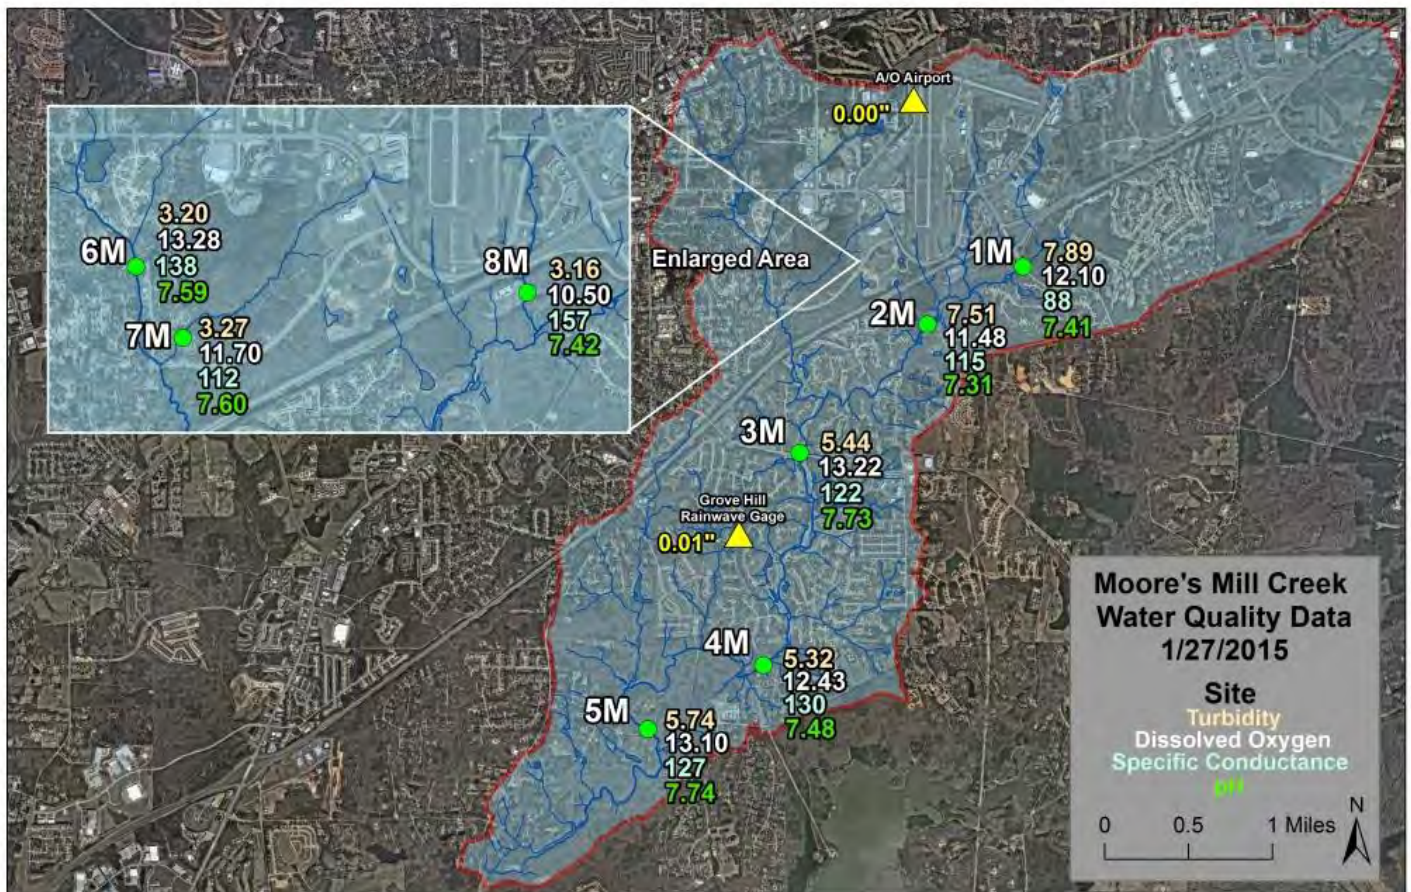 A/O Airport
0.00"
Enlarged Area
6M
3.20
13.28
138
7.59
7M
3.27
11.70
112
7.60
8M
3.16
10.50
157
7.42
1M
7.89
12.10
88
7.41
2M
7.51
11.48
115
7.31
3M
5.44
13.22
122
7.73
Grove Hill
Rainwave Gage
0.01"
4M
5.32
12.43
130
7.48
5M
5.74
13.10
127
7.74
Moore's Mill Creek
Water Quality Data
1/27/2015
Site
Turbidity
Dissolved Oxygen
Specific Conductance
pH
N
0 0.5 1 Miles